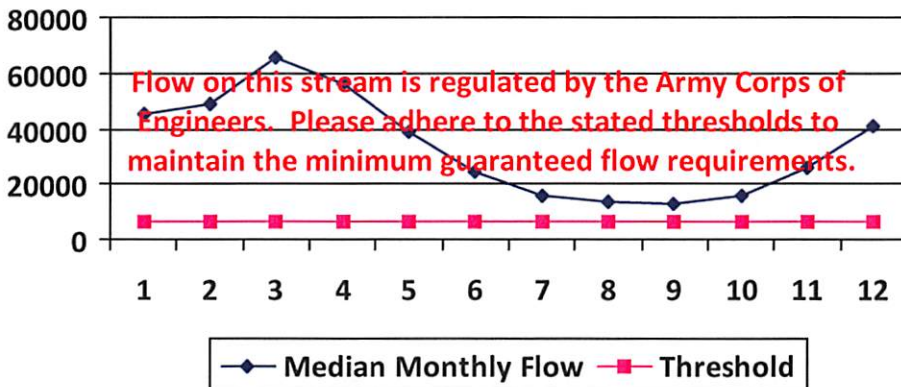 80000
60000
40000
20000
0
Flow on this stream is regulated by the Army Corps of
Engineers. Please adhere to the stated thresholds to
maintain the minimum guaranteed flow requirements.
1 2 3 4 5 6 7 8 9 10 11 12
Median Monthly Flow Threshold